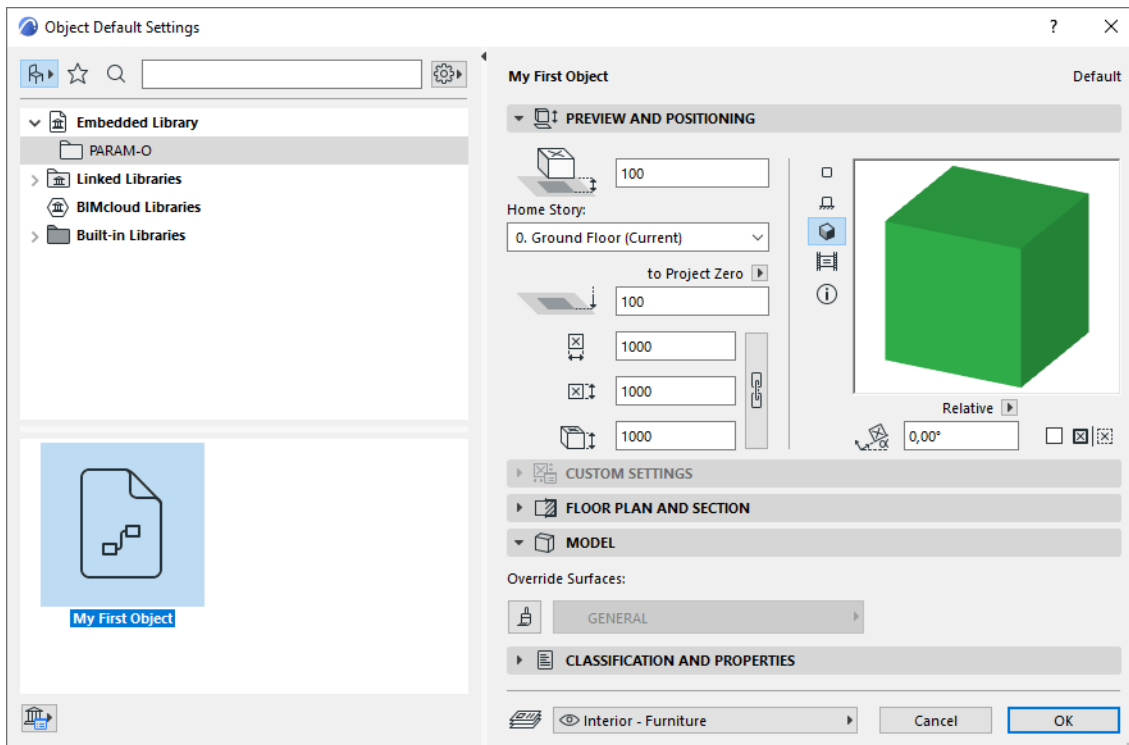 Object Default Settings
?
Embedded Library
PARAM-O
Linked Libraries
BIMcloud Libraries
Built-in Libraries
My First Object
My First Object
Default
PREVIEW AND POSITIONING
100
Home Story:
0. Ground Floor (Current)
to Project Zero
100
1000
1000
1000
Relative
α
0,00°
CUSTOM SETTINGS
FLOOR PLAN AND SECTION
MODEL
Override Surfaces:
GENERAL
CLASSIFICATION AND PROPERTIES
Interior - Furniture
Cancel
OK